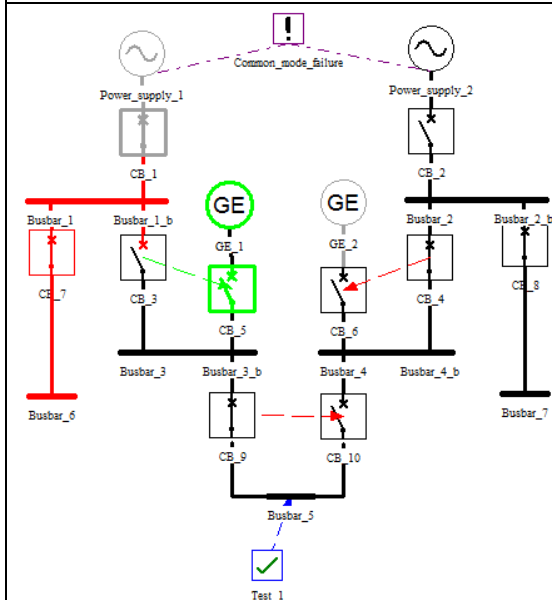 !
Common_mode_failure
Power_supply_1
Power_supply_2
CB_1
CB_2
GE
GE
Busbar_1
Busbar_1_b
Busbar_2
Busbar_2_b
GE_1
GE_2
CB_7
CB_3
CB_4
CB_8
CB_5
CB_6
Busbar_3
Busbar_3_b
Busbar_4
Busbar_4_b
Busbar_6
Busbar_7
CB_9
CB_10
Busbar_5
Test_1